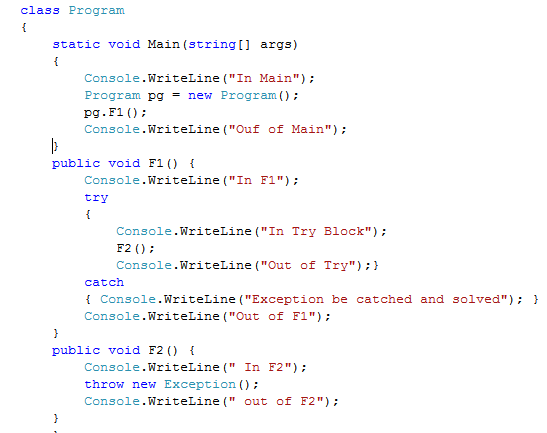 class Program
{
static void Main(string[] args)
{
Console.WriteLine("In Main");
Program pg = new Program();
pg.F1();
Console.WriteLine("Ouf of Main");
}
public void F1() {
Console.WriteLine("In F1");
try
{
Console.WriteLine("In Try Block");
F2();
Console.WriteLine("Out of Try");}
catch
{ Console.WriteLine("Exception be catched and solved"); }
Console.WriteLine("Out of F1");
}
public void F2() {
Console.WriteLine(" In F2");
throw new Exception();
Console.WriteLine(" out of F2");
}